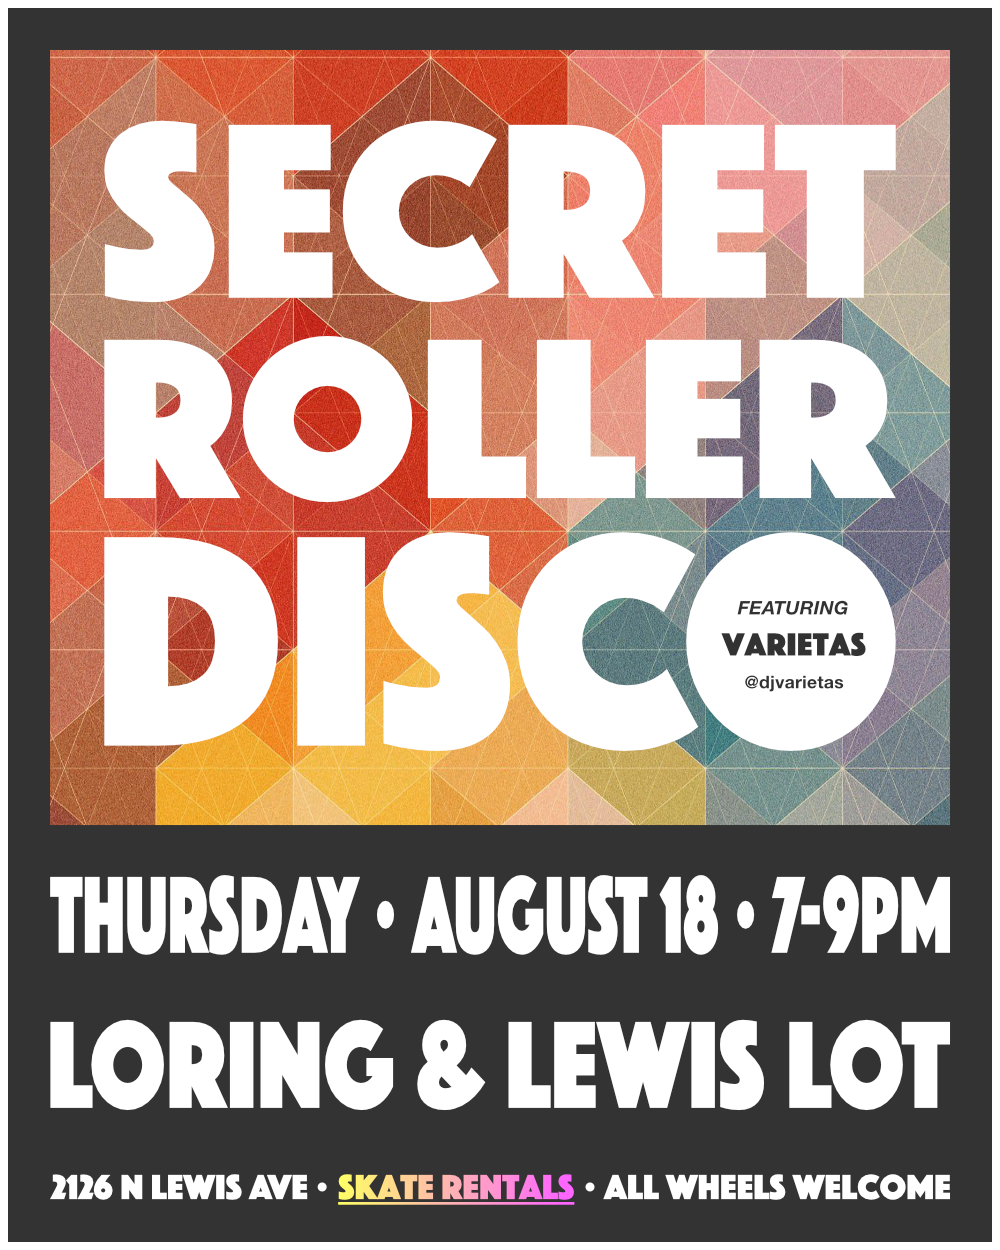 SECRET
ROLLER
DISCO
FEATURING
VARIETAS
@djvarietas
THURSDAY • AUGUST 18 • 7-9PM
LORING & LEWIS LOT
2126 N LEWIS AVE • SKATE RENTALS • ALL WHEELS WELCOME